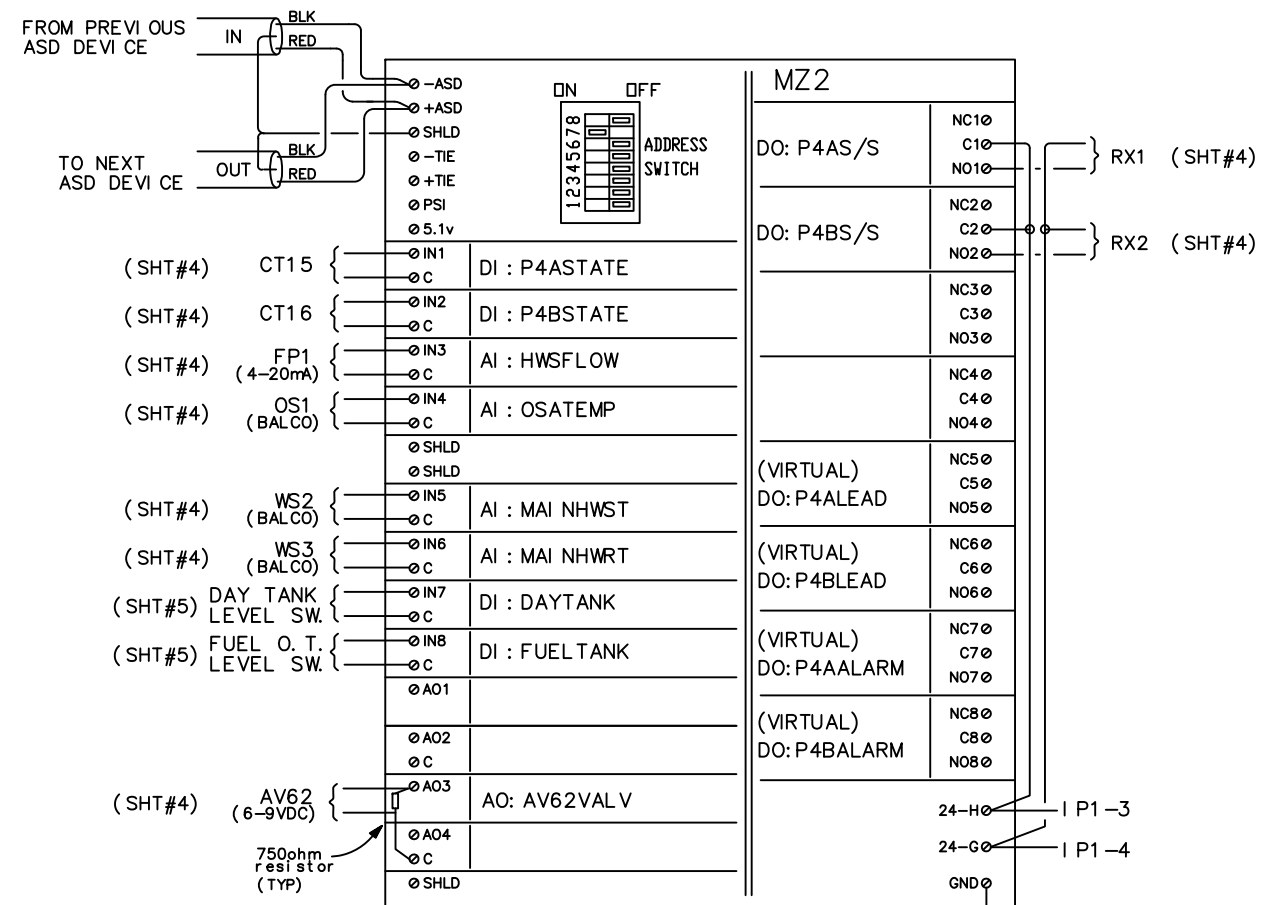 FROM PREVIOUS
ASD DEVICE
IN
BLK
RED
TO NEXT
ASD DEVICE
OUT
BLK
RED
-ASD
+ASD
SHLD
-TIE
+TIE
PSI
5.1v
ON OFF
1 2 3 4 5 6 7 8
ADDRESS
SWITCH
MZ2
(SHT#4) CT15 IN1 DI: P4ASTATE
C
(SHT#4) CT16 IN2 DI: P4BSTATE
C
(SHT#4) FP1 IN3 AI: HWSFLOW
(4-20mA) C
(SHT#4) OS1 IN4 AI: OSATEMP
(BALCO) C
SHLD
SHLD
(SHT#4) WS2 IN5 AI: MAINHWST
(BALCO) C
(SHT#4) WS3 IN6 AI: MAINHWRT
(BALCO) C
(SHT#5) DAY TANK IN7 DI: DAYTANK
LEVEL SW. C
(SHT#5) FUEL O.T. IN8 DI: FUELTANK
LEVEL SW. C
AO1
AO2
C
(SHT#4) AV62 AO3 AO: AV62VALV
(6-9VDC)
AO4
C
750ohm
resistor
(TYP)
SHLD
DO: P4AS/S
NC1
C1
NO1
RX1 (SHT#4)
DO: P4BS/S
NC2
C2
NO2
RX2 (SHT#4)
NC3
C3
NO3
NC4
C4
NO4
(VIRTUAL)
DO: P4ALEAD
NC5
C5
NO5
(VIRTUAL)
DO: P4BLEAD
NC6
C6
NO6
(VIRTUAL)
DO: P4AALARM
NC7
C7
NO7
(VIRTUAL)
DO: P4BALARM
NC8
C8
NO8
24-H IP1-3
24-G IP1-4
GND